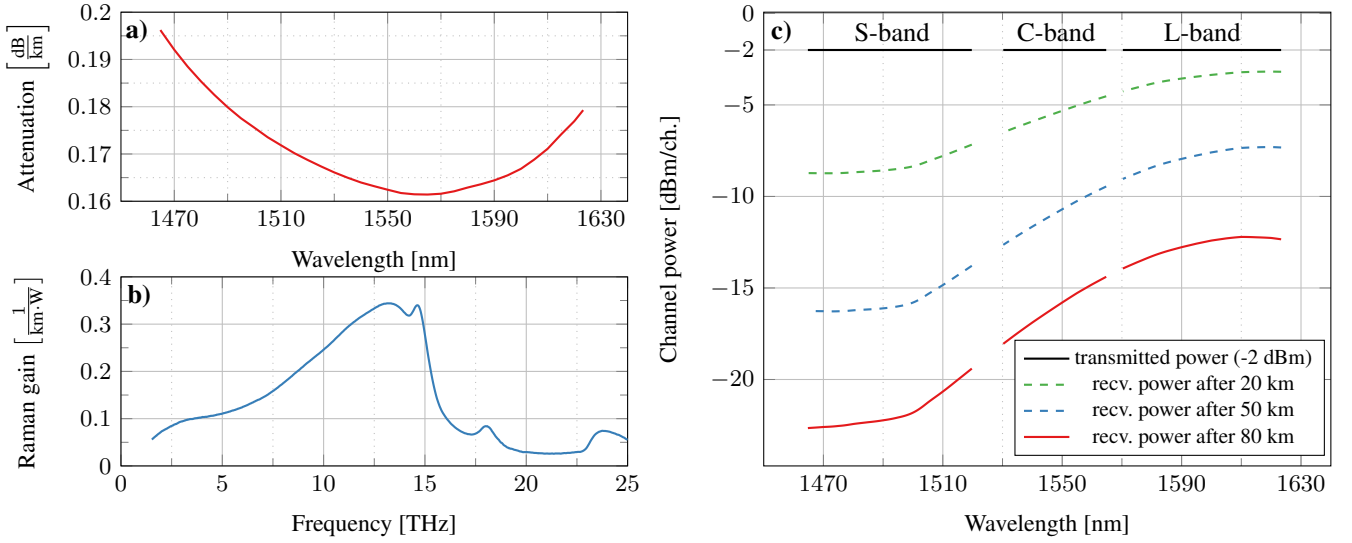 a)
0.2
0.19
0.18
0.17
0.16
Attenuation [dB/km]
1470 1510 1550 1590 1630
Wavelength [nm]
b)
0.4
0.3
0.2
0.1
0
Raman gain [1/km·W]
0 5 10 15 20 25
Frequency [THz]
c)
S-band C-band L-band
0
−2
−5
−10
−15
−20
Channel power [dBm/ch.]
transmitted power (-2 dBm)
recv. power after 20 km
recv. power after 50 km
recv. power after 80 km
1470 1510 1550 1590 1630
Wavelength [nm]